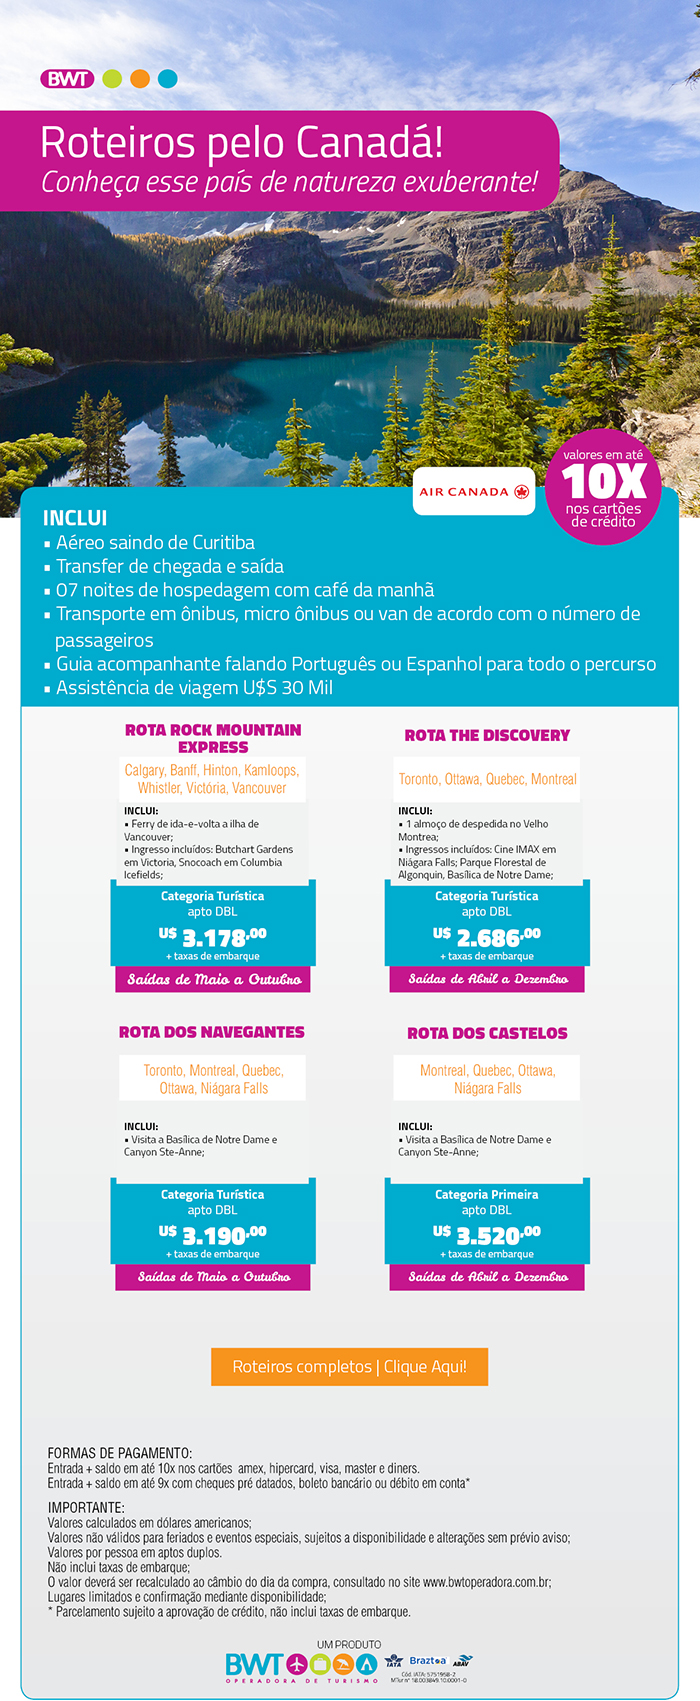 BWT
Roteiros pelo Canadá!
Conheça esse país de natureza exuberante!
valores em até
10X
nos cartões
de crédito
AIR CANADA
INCLUI
▪ Aéreo saindo de Curitiba
▪ Transfer de chegada e saída
▪ 07 noites de hospedagem com café da manhã
▪ Transporte em ônibus, micro ônibus ou van de acordo com o número de
passageiros
▪ Guia acompanhante falando Português ou Espanhol para todo o percurso
▪ Assistência de viagem U$S 30 Mil
ROTA ROCK MOUNTAIN
EXPRESS
Calgary, Banff, Hinton, Kamloops,
Whistler, Victória, Vancouver
INCLUI:
▪ Ferry de ida-e-volta a ilha de
Vancouver;
▪ Ingresso incluídos: Butchart Gardens
em Victoria, Snocoach em Columbia
Icefields;
Categoria Turística
apto DBL
U$ 3.178,00
+ taxas de embarque
Saídas de Maio a Outubro
ROTA THE DISCOVERY
Toronto, Ottawa, Quebec, Montreal
INCLUI:
▪ 1 almoço de despedida no Velho
Montrea;
▪ Ingressos incluídos: Cine IMAX em
Niágara Falls; Parque Florestal de
Algonquin, Basílica de Notre Dame;
Categoria Turística
apto DBL
U$ 2.686,00
+ taxas de embarque
Saídas de Abril a Dezembro
ROTA DOS NAVEGANTES
Toronto, Montreal, Quebec,
Ottawa, Niágara Falls
INCLUI:
▪ Visita a Basílica de Notre Dame e
Canyon Ste-Anne;
Categoria Turística
apto DBL
U$ 3.190,00
+ taxas de embarque
Saídas de Maio a Outubro
ROTA DOS CASTELOS
Montreal, Quebec, Ottawa,
Niágara Falls
INCLUI:
▪ Visita a Basílica de Notre Dame e
Canyon Ste-Anne;
Categoria Primeira
apto DBL
U$ 3.520,00
+ taxas de embarque
Saídas de Abril a Dezembro
Roteiros completos | Clique Aqui!
FORMAS DE PAGAMENTO:
Entrada + saldo em até 10x nos cartões amex, hipercard, visa, master e diners.
Entrada + saldo em até 9x com cheques pré datados, boleto bancário ou débito em conta*
IMPORTANTE:
Valores calculados em dólares americanos;
Valores não válidos para feriados e eventos especiais, sujeitos a disponibilidade e alterações sem prévio aviso;
Valores por pessoa em aptos duplos.
Não inclui taxas de embarque;
O valor deverá ser recalculado ao câmbio do dia da compra, consultado no site www.bwtoperadora.com.br;
Lugares limitados e confirmação mediante disponibilidade;
* Parcelamento sujeito a aprovação de crédito, não inclui taxas de embarque.
UM PRODUTO
BWT
OPERADORA DE TURISMO
IATA Braztoa ABAV
Cód. IATA: 5751958-2
MTur nº 18.003849.10.0001-0